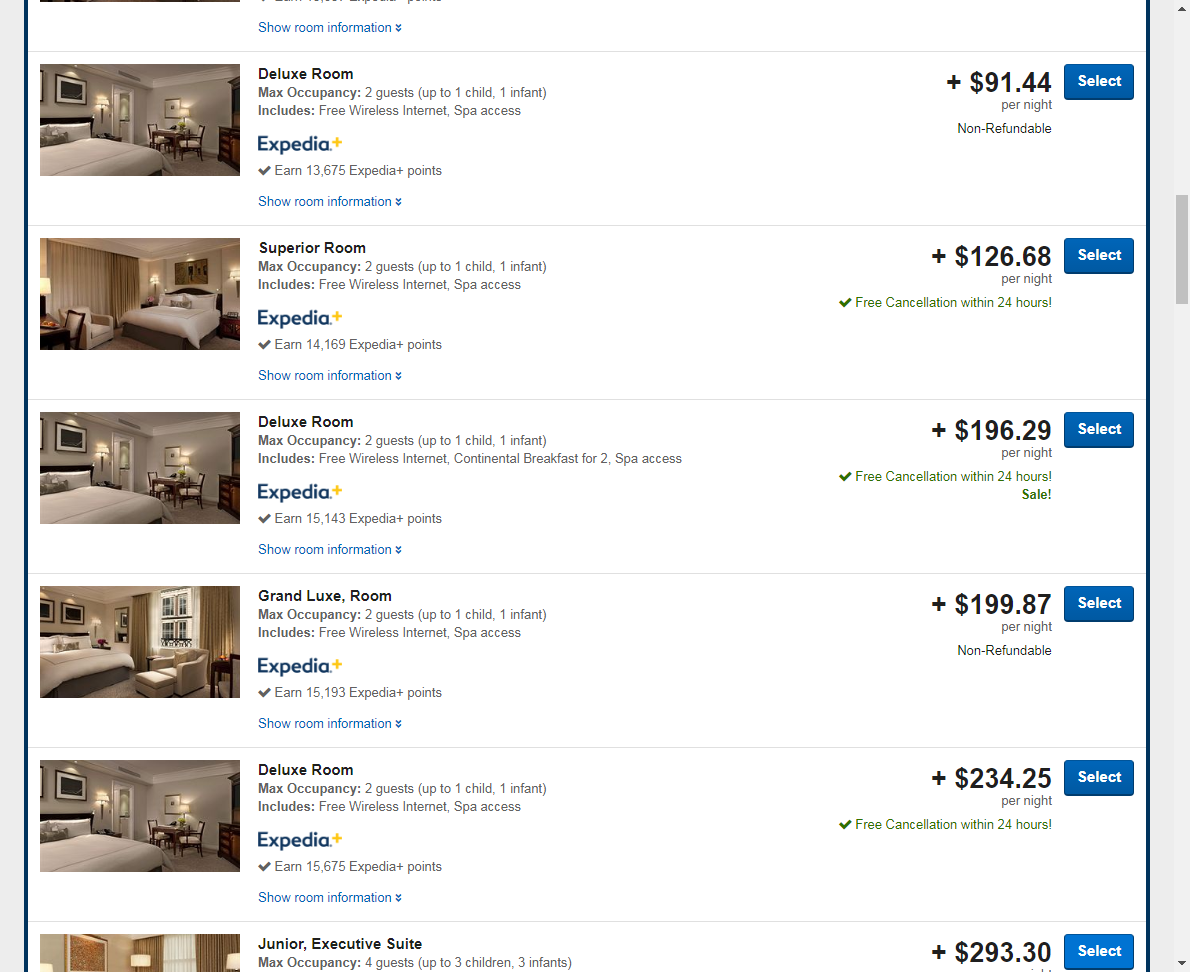 Show room information
Deluxe Room
Max Occupancy: 2 guests (up to 1 child, 1 infant)
Includes: Free Wireless Internet, Spa access
Expedia+
Earn 13,675 Expedia+ points
Show room information
+ $91.44
per night
Non-Refundable
Select
Superior Room
Max Occupancy: 2 guests (up to 1 child, 1 infant)
Includes: Free Wireless Internet, Spa access
Expedia+
Earn 14,169 Expedia+ points
Show room information
+ $126.68
per night
Free Cancellation within 24 hours!
Select
Deluxe Room
Max Occupancy: 2 guests (up to 1 child, 1 infant)
Includes: Free Wireless Internet, Continental Breakfast for 2, Spa access
Expedia+
Earn 15,143 Expedia+ points
Show room information
+ $196.29
per night
Free Cancellation within 24 hours!
Sale!
Select
Grand Luxe, Room
Max Occupancy: 2 guests (up to 1 child, 1 infant)
Includes: Free Wireless Internet, Spa access
Expedia+
Earn 15,193 Expedia+ points
Show room information
+ $199.87
per night
Non-Refundable
Select
Deluxe Room
Max Occupancy: 2 guests (up to 1 child, 1 infant)
Includes: Free Wireless Internet, Spa access
Expedia+
Earn 15,675 Expedia+ points
Show room information
+ $234.25
per night
Free Cancellation within 24 hours!
Select
Junior, Executive Suite
Max Occupancy: 4 guests (up to 3 children, 3 infants)
+ $293.30
Select